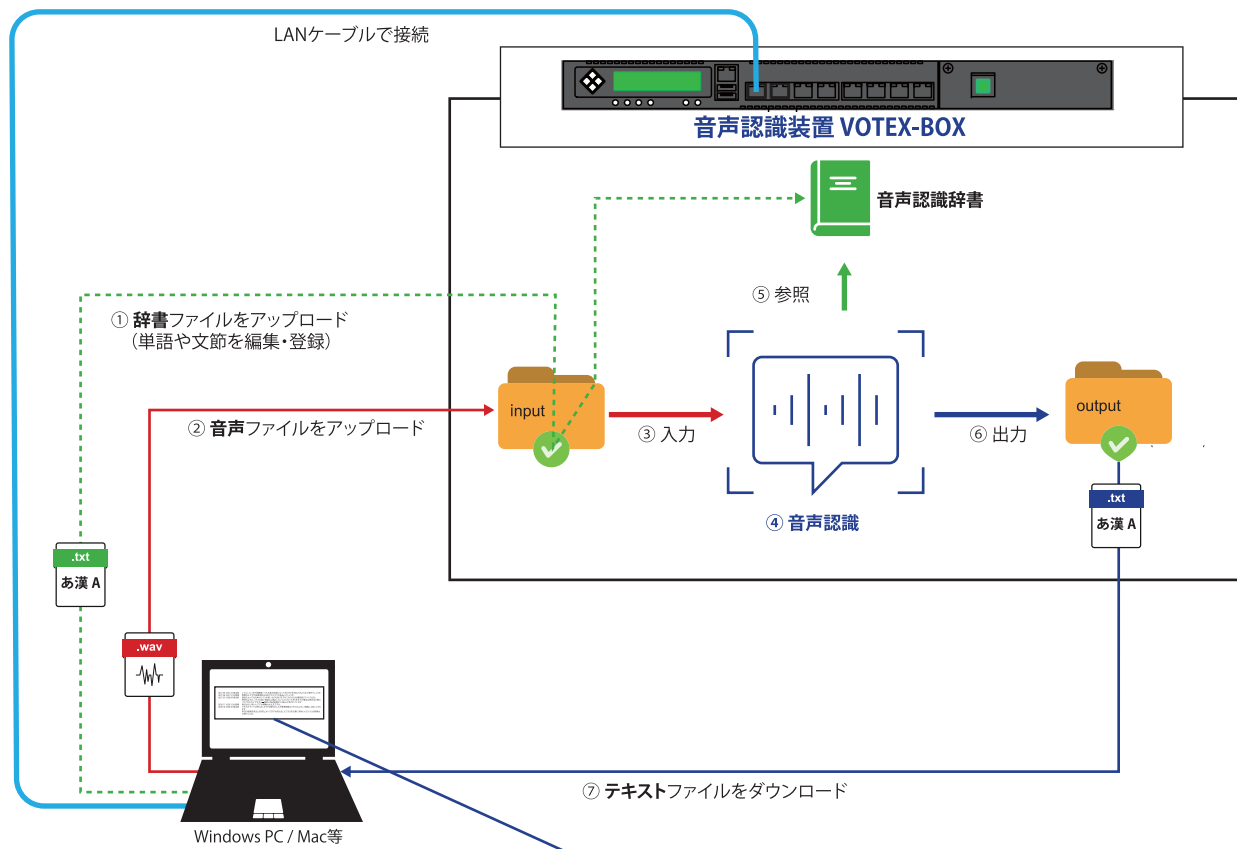 LANケーブルで接続
音声認識装置 VOTEX-BOX
音声認識辞書
⑤ 参照
① 辞書ファイルをアップロード
（単語や文節を編集・登録）
input
output
② 音声ファイルをアップロード
③ 入力
⑥ 出力
④ 音声認識
.txt
あ漢 A
.txt
あ漢 A
.wav
⑦ テキストファイルをダウンロード
Windows PC / Mac等